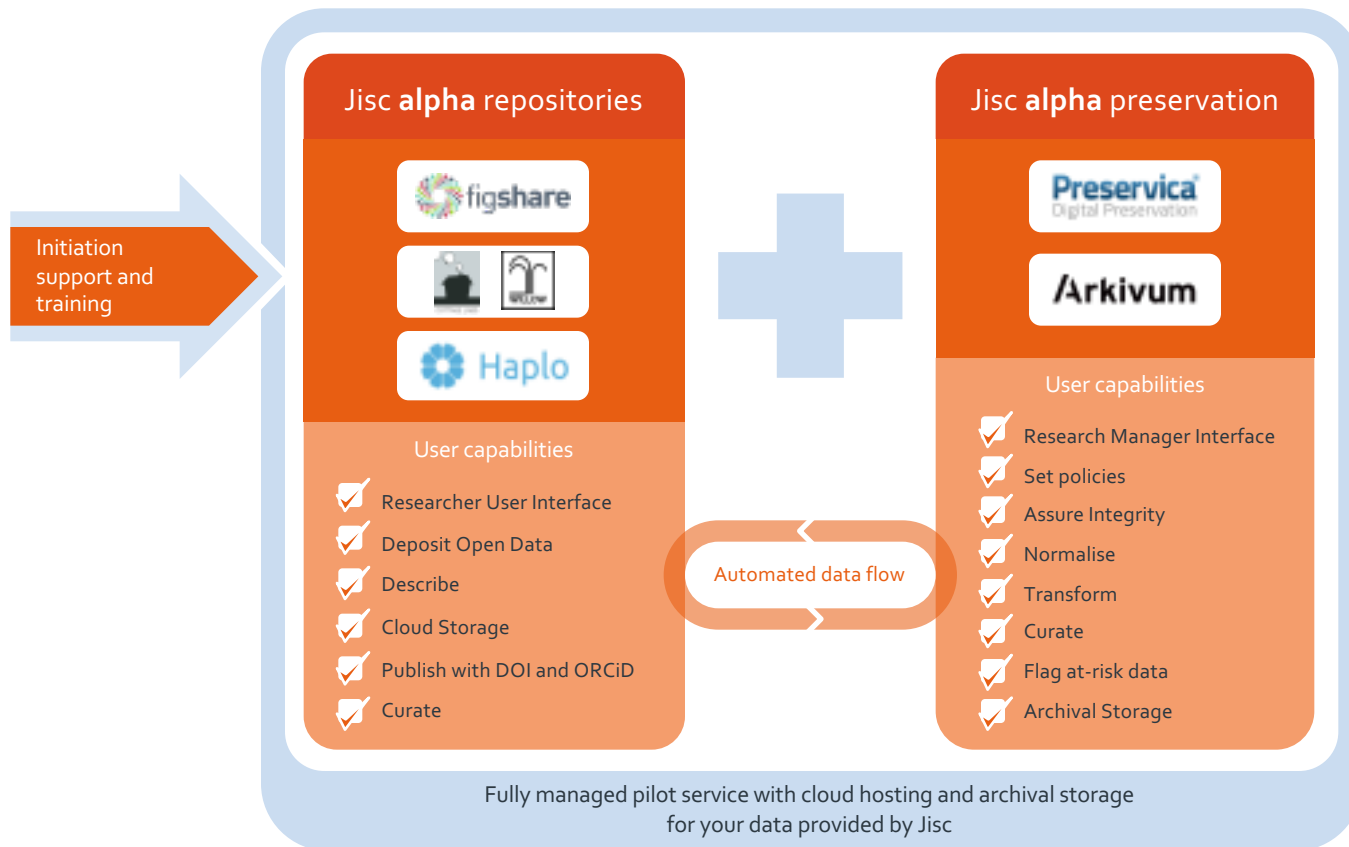 Initiation
support and
training
Jisc alpha repositories
figshare
Willow
Haplo
User capabilities
Researcher User Interface
Deposit Open Data
Describe
Cloud Storage
Publish with DOI and ORCiD
Curate
Automated data flow
Jisc alpha preservation
Preservica
Digital Preservation
Arkivum
User capabilities
Research Manager Interface
Set policies
Assure Integrity
Normalise
Transform
Curate
Flag at-risk data
Archival Storage
Fully managed pilot service with cloud hosting and archival storage
for your data provided by Jisc